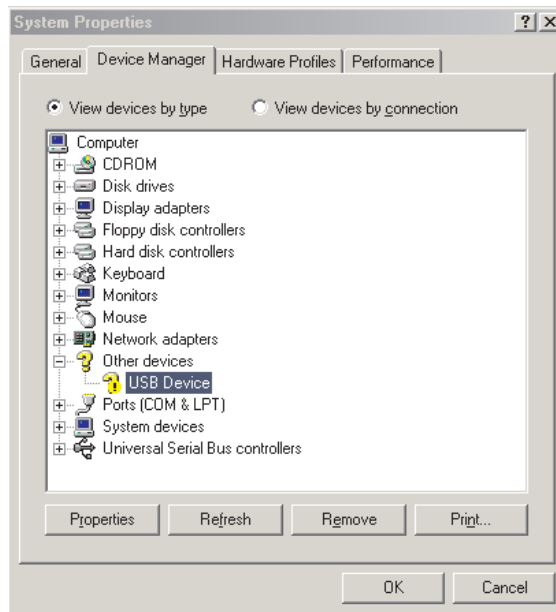 System Properties
General Device Manager Hardware Profiles Performance
View devices by type View devices by connection
Computer
CDROM
Disk drives
Display adapters
Floppy disk controllers
Hard disk controllers
Keyboard
Monitors
Mouse
Network adapters
Other devices
USB Device
Ports (COM & LPT)
System devices
Universal Serial Bus controllers
Properties Refresh Remove Print...
OK Cancel